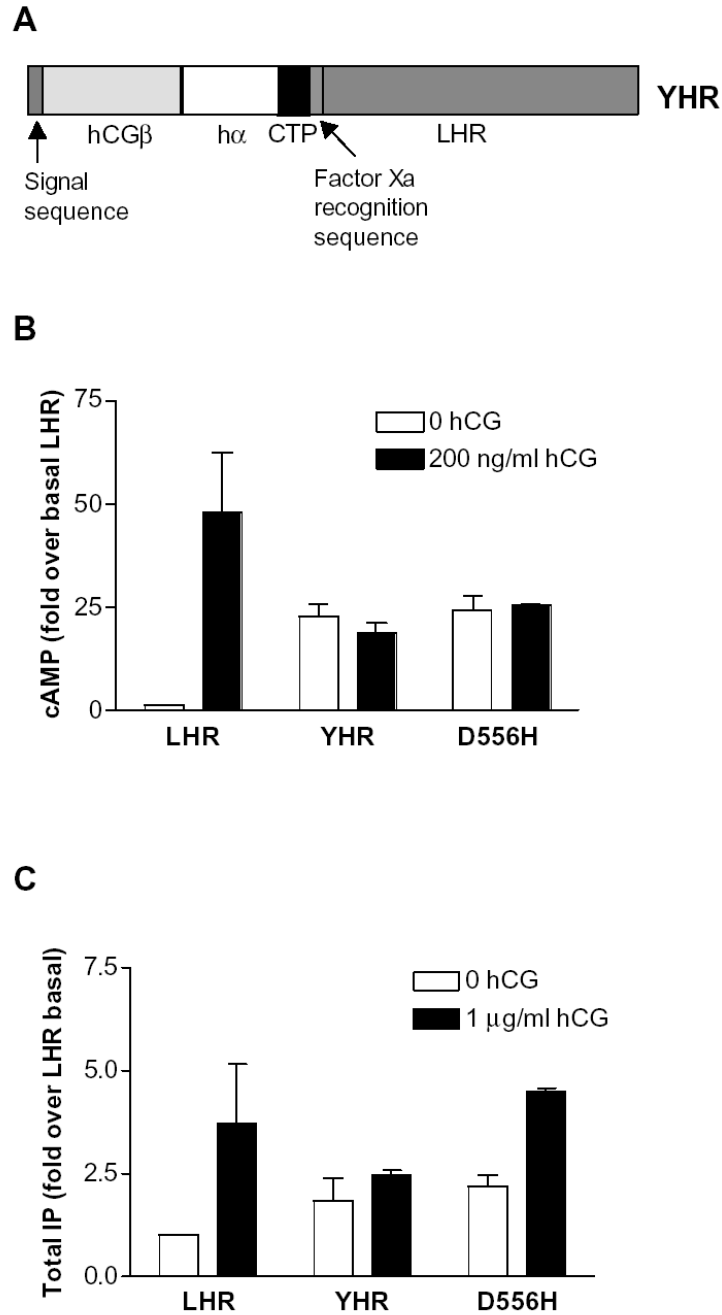 A
YHR
hCGβ hα CTP LHR
Signal
sequence
Factor Xa
recognition
sequence
B
cAMP (fold over basal LHR)
75
50
25
0
0 hCG
200 ng/ml hCG
LHR YHR D556H
C
Total IP (fold over LHR basal)
7.5
5.0
2.5
0.0
0 hCG
1 μg/ml hCG
LHR YHR D556H